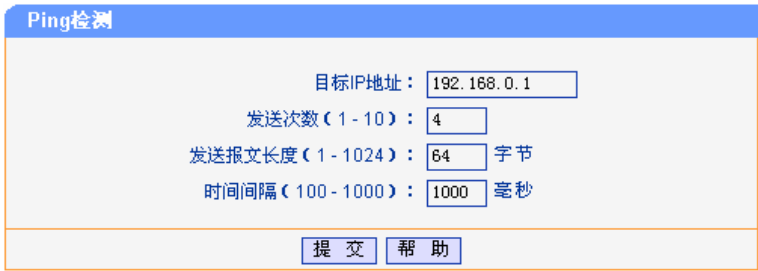 Ping检测
目标IP地址： 192.168.0.1
发送次数（1-10）： 4
发送报文长度（1-1024）： 64 字节
时间间隔（100-1000）： 1000 毫秒
提 交 帮 助